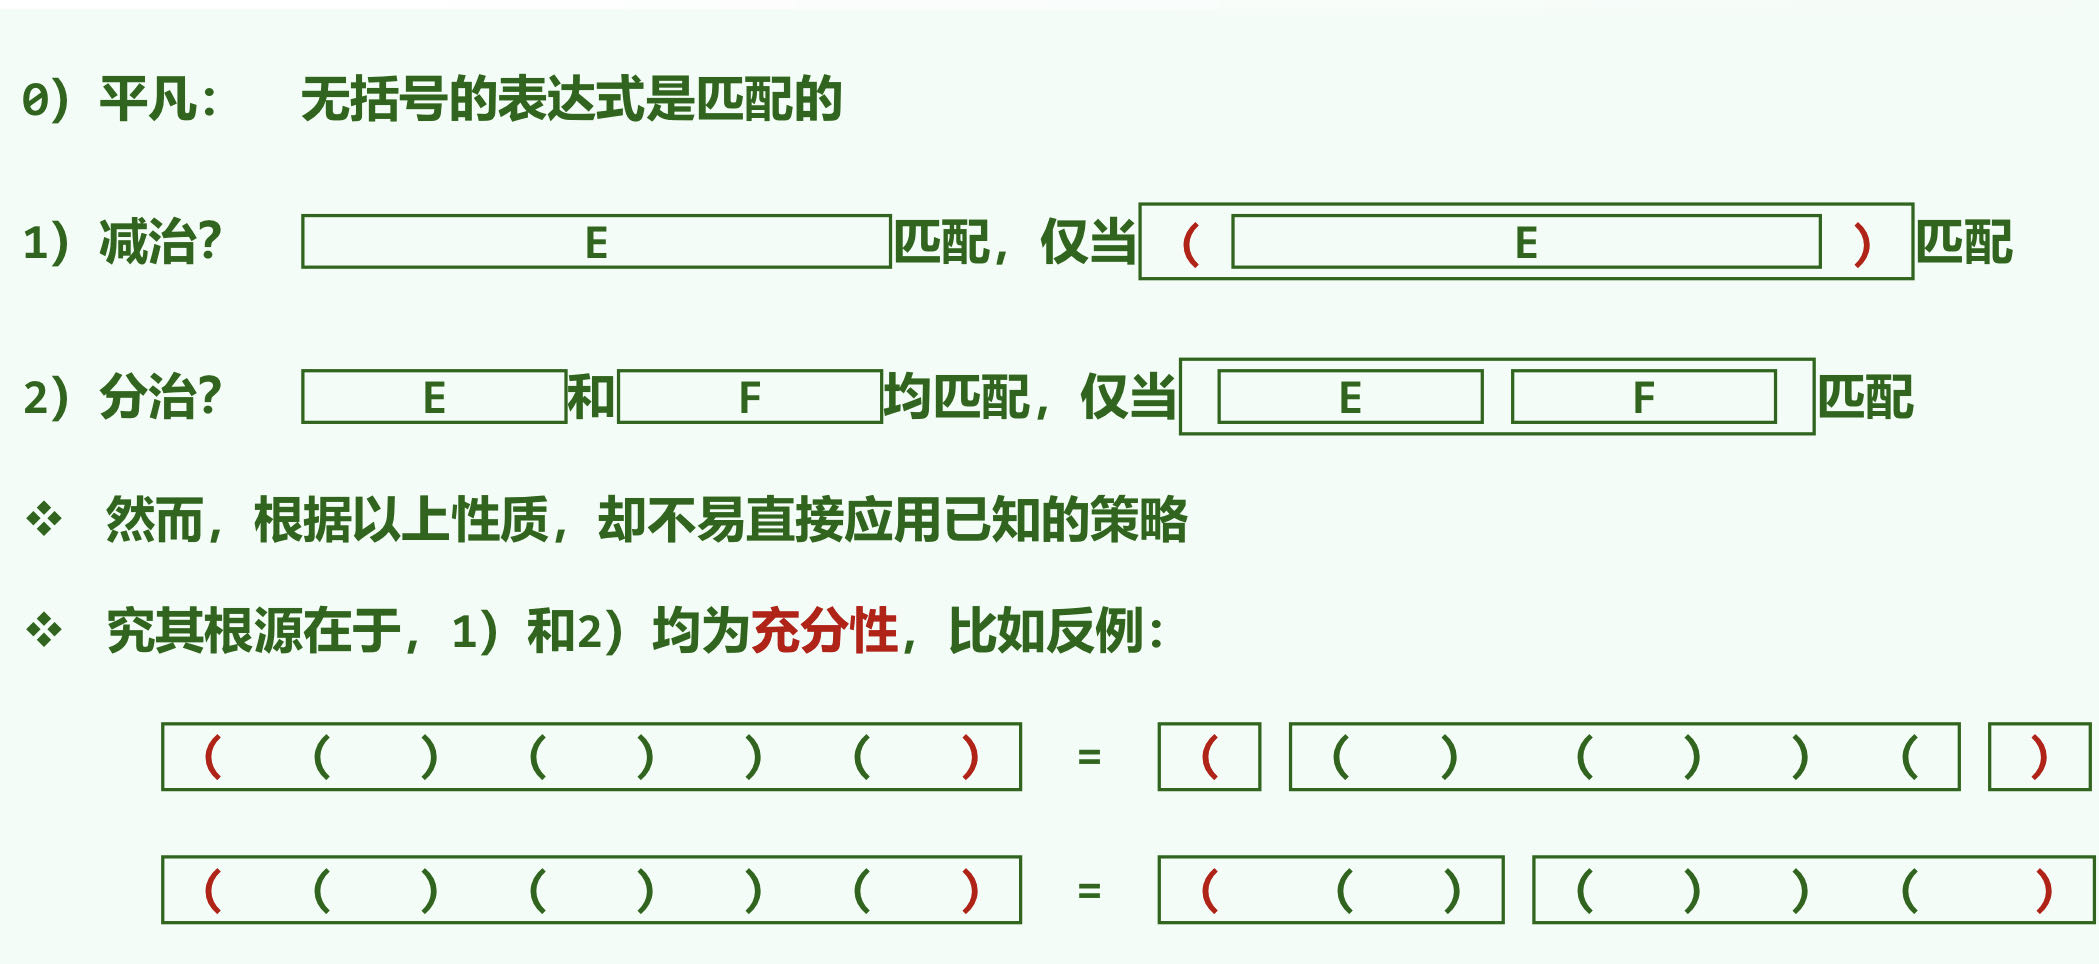 0) 平凡： 无括号的表达式是匹配的
1) 减治？ E 匹配，仅当 ( E ) 匹配
2) 分治？ E 和 F 均匹配，仅当 E F 匹配
❖ 然而，根据以上性质，却不易直接应用已知的策略
❖ 究其根源在于，1) 和2) 均为充分性，比如反例：
( ( ) ( ) ) ( ) = ( ( ) ( ) ) ( )
( ( ) ( ) ) ( ) = ( ( ) ( ) ) ( )